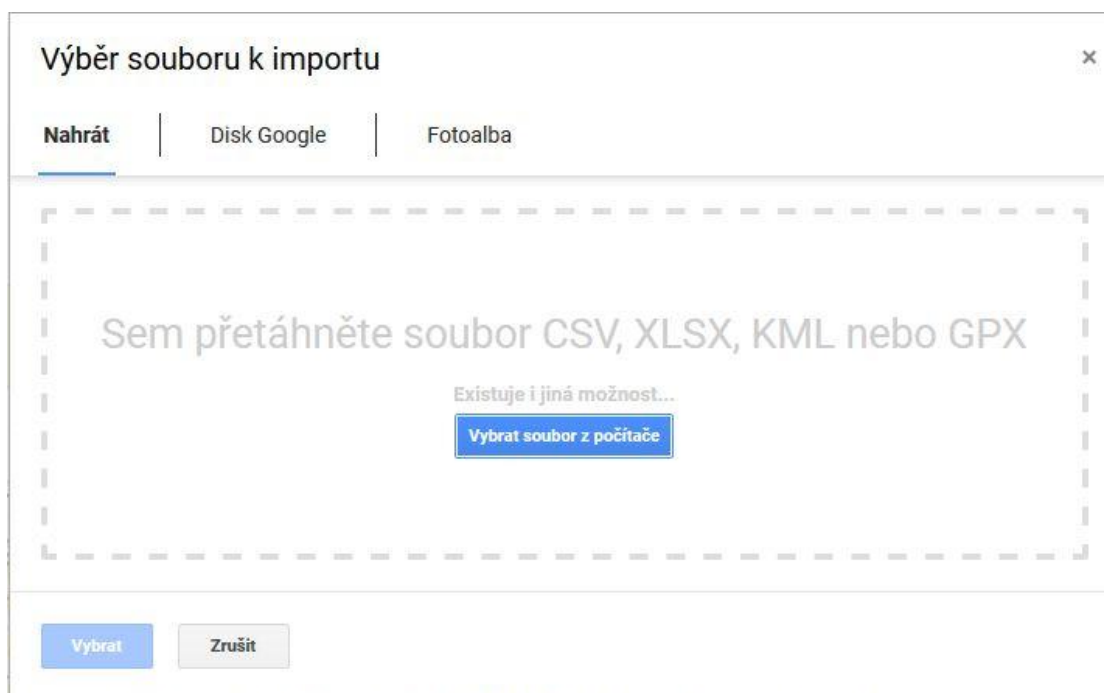 Výběr souboru k importu
×
Nahrát Disk Google Fotoalba
Sem přetáhněte soubor CSV, XLSX, KML nebo GPX
Existuje i jiná možnost...
Vybrat soubor z počítače
Vybrat Zrušit